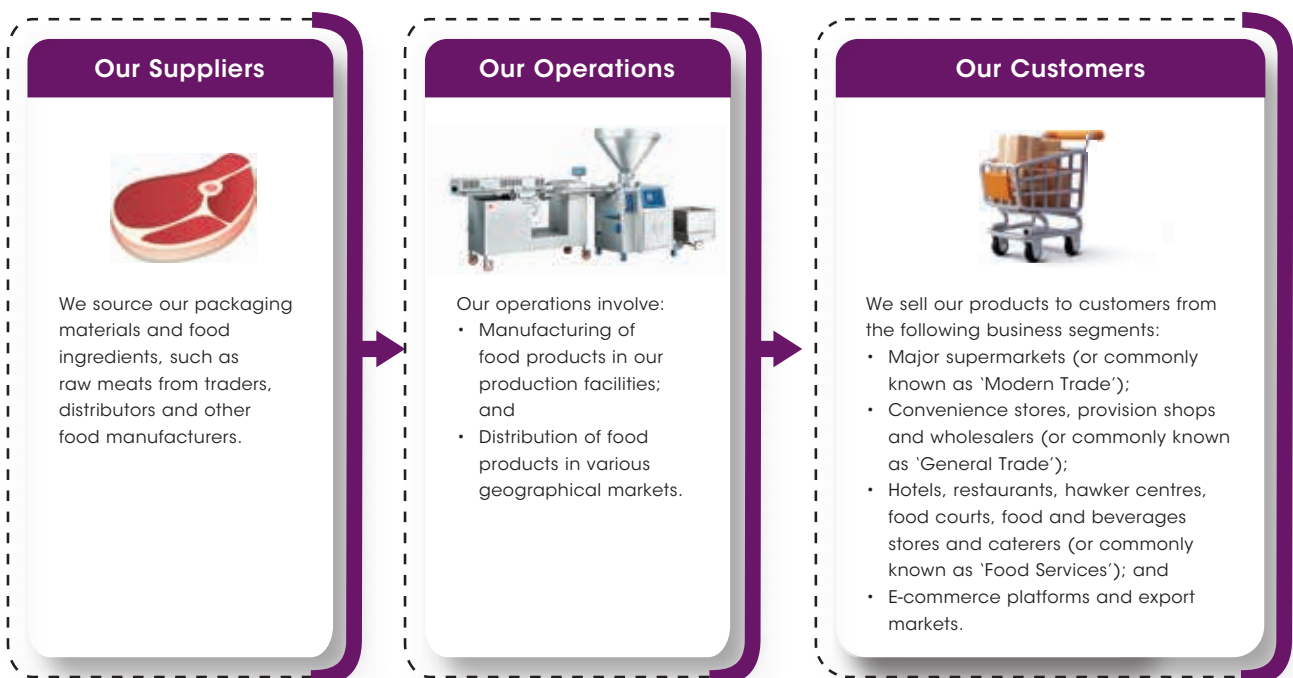 Our Suppliers
We source our packaging
materials and food
ingredients, such as
raw meats from traders,
distributors and other
food manufacturers.
Our Operations
Our operations involve:
• Manufacturing of
food products in our
production facilities;
and
• Distribution of food
products in various
geographical markets.
Our Customers
We sell our products to customers from
the following business segments:
• Major supermarkets (or commonly
known as ‘Modern Trade’);
• Convenience stores, provision shops
and wholesalers (or commonly known
as ‘General Trade’);
• Hotels, restaurants, hawker centres,
food courts, food and beverages
stores and caterers (or commonly
known as ‘Food Services’); and
• E-commerce platforms and export
markets.